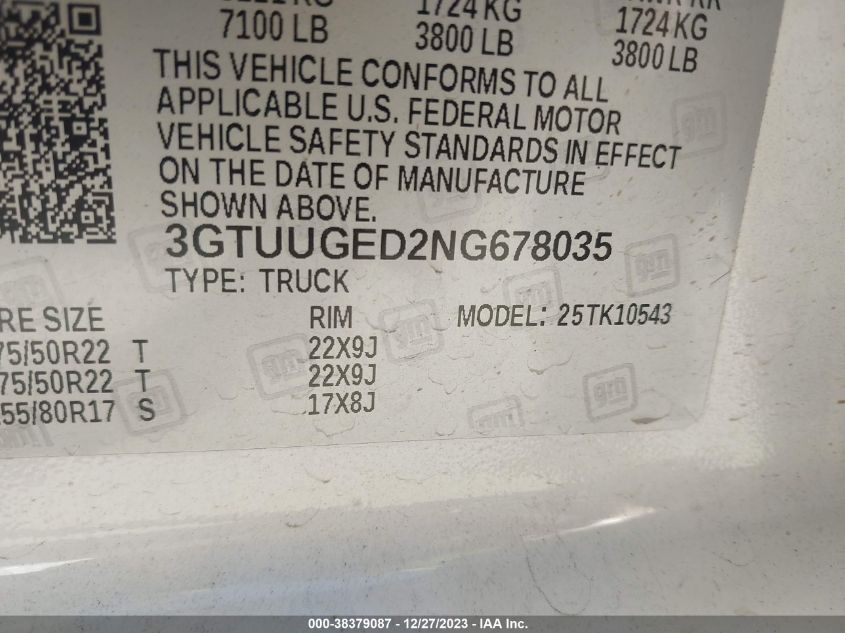 1724 KG
7100 LB 3800 LB
1724 KG
3800 LB
THIS VEHICLE CONFORMS TO ALL
APPLICABLE U.S. FEDERAL MOTOR
VEHICLE SAFETY STANDARDS IN EFFECT
ON THE DATE OF MANUFACTURE
SHOWN ABOVE.
3GTUUGED2NG678035
TYPE: TRUCK
RE SIZE RIM MODEL: 25TK10543
75/50R22 T 22X9J
75/50R22 T 22X9J
55/80R17 S 17X8J
gm
000-38379087 - 12/27/2023 - IAA Inc.